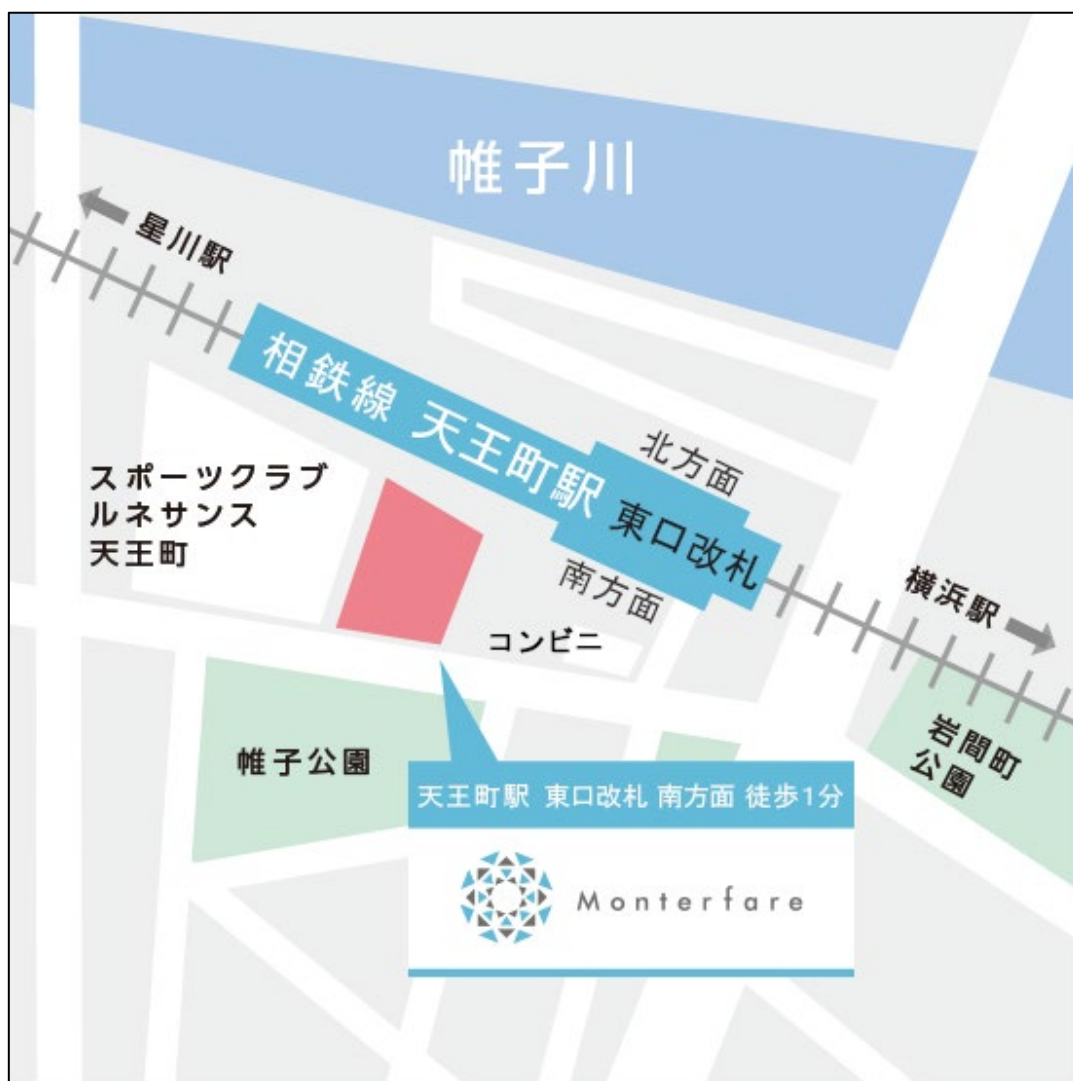 帷子川
星川駅
相鉄線 天王町駅
北方面
東口改札
南方面
横浜駅
スポーツクラブ
ルネサンス
天王町
コンビニ
岩間町
公園
帷子公園
天王町駅 東口改札 南方面 徒歩1分
Monterfare